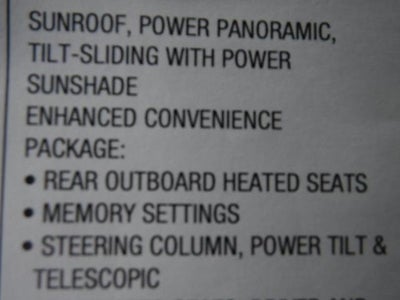 SUNROOF, POWER PANORAMIC,
TILT-SLIDING WITH POWER
SUNSHADE
ENHANCED CONVENIENCE
PACKAGE:
• REAR OUTBOARD HEATED SEATS
• MEMORY SETTINGS
• STEERING COLUMN, POWER TILT &
TELESCOPIC